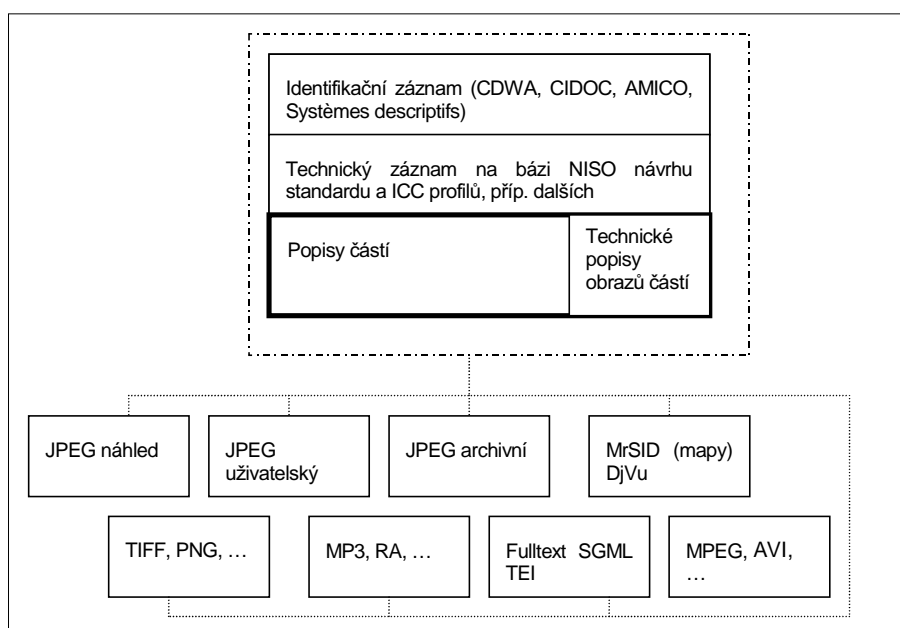 Identifikační záznam (CDWA, CIDOC, AMICO,
Systèmes descriptifs)
Technický záznam na bázi NISO návrhu
standardu a ICC profilů, příp. dalších
Popisy částí
Technické
popisy
obrazů částí
JPEG náhled
JPEG
uživatelský
JPEG archivní
MrSID (mapy)
DjVu
TIFF, PNG, …
MP3, RA, …
Fulltext SGML
TEI
MPEG, AVI,
…